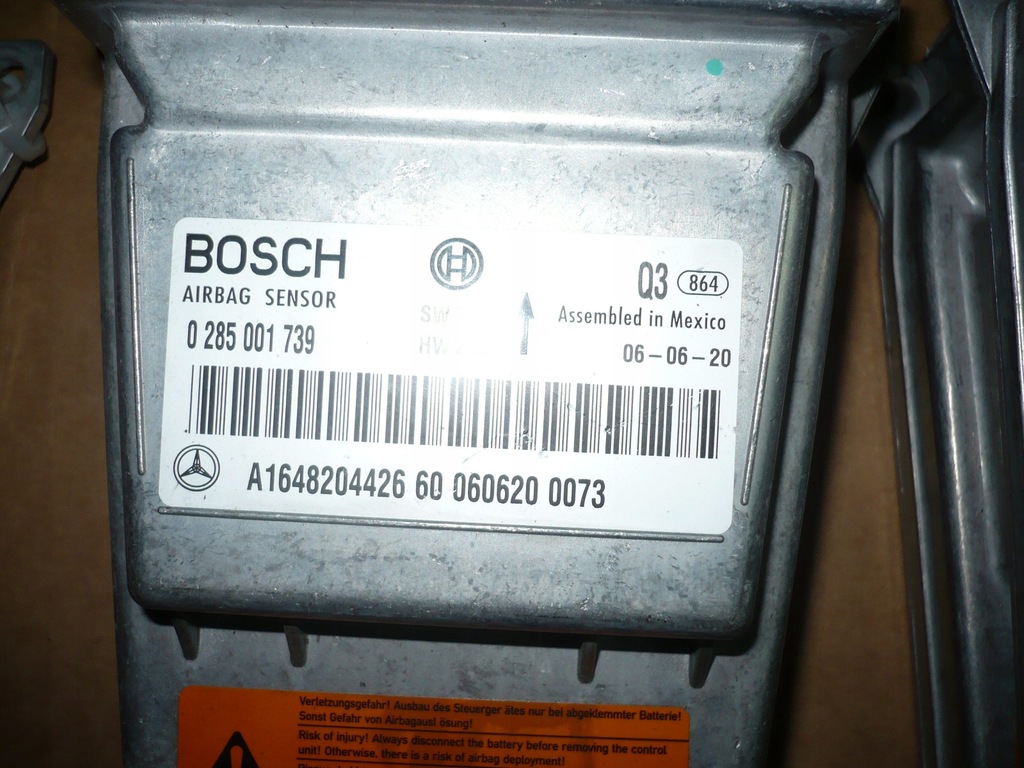 BOSCH
Q3 864
AIRBAG SENSOR
SW
Assembled in Mexico
0 285 001 739
HW
06-06-20
A1648204426 60 060620 0073
Verletzungsgefahr! Ausbau des Steuerger ätes nur bei abgeklemmter Batterie!
Sonst Gefahr von Airbagausl ösung!
Risk of injury! Always disconnect the battery before removing the control
unit! Otherwise, there is a risk of airbag deployment!